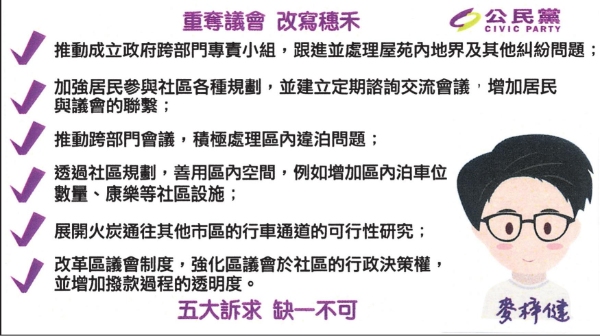 重奪議會 改寫穗禾
公民黨
CIVIC PARTY
推動成立政府跨部門專責小組，跟進並處理屋苑內地界及其他糾紛問題；
加強居民參與社區各種規劃，並建立定期諮詢交流會議，增加居民
與議會的聯繫；
推動跨部門會議，積極處理區內違泊問題；
透過社區規劃，善用區內空間，例如增加區內泊車位
數量、康樂等社區設施；
展開火炭通往其他市區的行車通道的可行性研究；
改革區議會制度，強化區議會於社區的行政決策權，
並增加撥款過程的透明度。
五大訴求 缺一不可
麥梓健